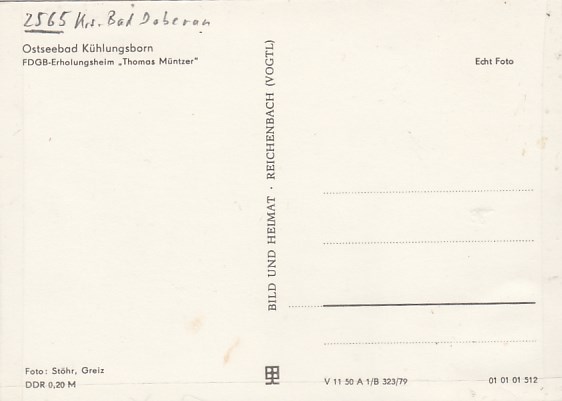 2565 Krs. Bad Doberan
Ostseebad Kühlungsborn
FDGB-Erholungsheim „Thomas Müntzer“
Echt Foto
BILD UND HEIMAT · REICHENBACH (VOGTL)
Foto: Stöhr, Greiz
DDR 0,20 M
V 11 50 A 1/B 323/79
01 01 01 512